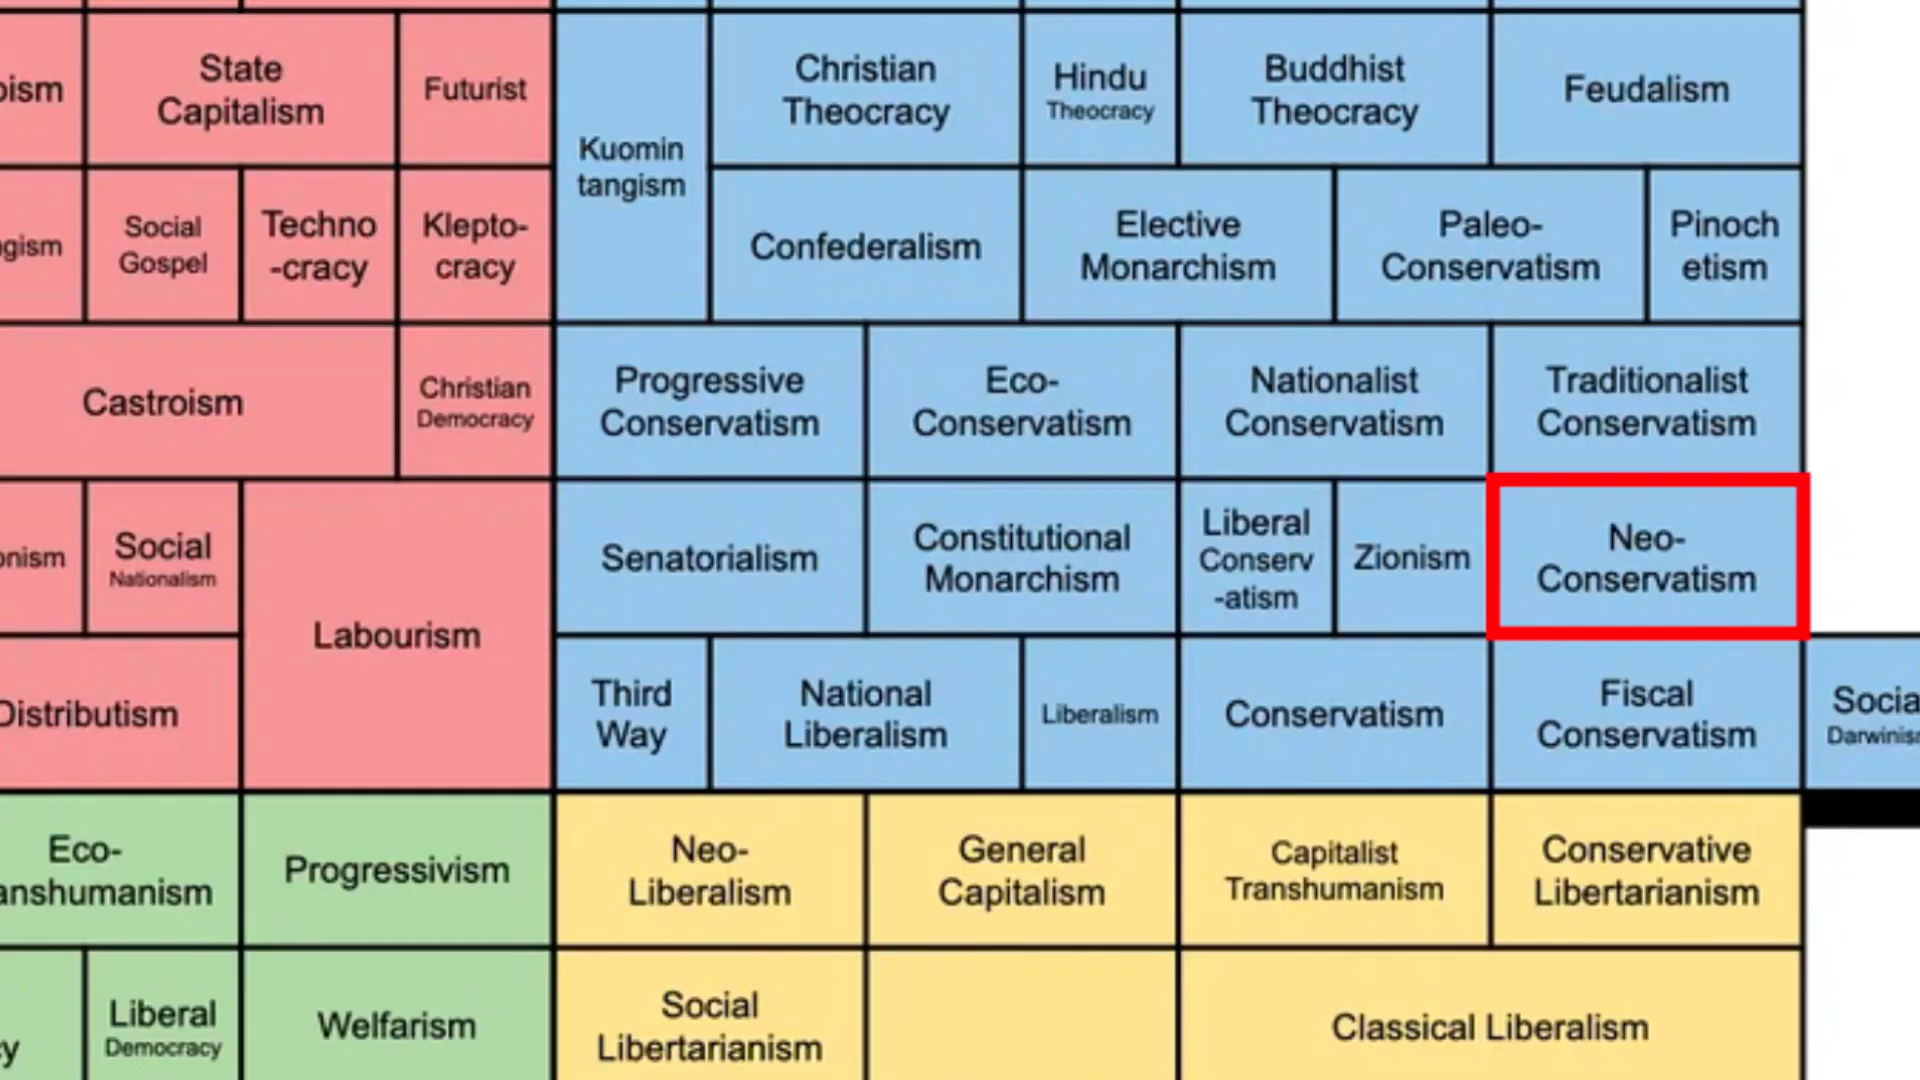 State
Capitalism
Futurist
Kuomin
tangism
Christian
Theocracy
Hindu
Theocracy
Buddhist
Theocracy
Feudalism
Social
Gospel
Techno
-cracy
Klepto-
cracy
Confederalism
Elective
Monarchism
Paleo-
Conservatism
Pinoch
etism
Castroism
Christian
Democracy
Progressive
Conservatism
Eco-
Conservatism
Nationalist
Conservatism
Traditionalist
Conservatism
Social
Nationalism
Labourism
Senatorialism
Constitutional
Monarchism
Liberal
Conserv
-atism
Zionism
Neo-
Conservatism
Distributism
Third
Way
National
Liberalism
Liberalism
Conservatism
Fiscal
Conservatism
Eco-
Progressivism
Neo-
Liberalism
General
Capitalism
Capitalist
Transhumanism
Conservative
Libertarianism
Liberal
Democracy
Welfarism
Social
Libertarianism
Classical Liberalism